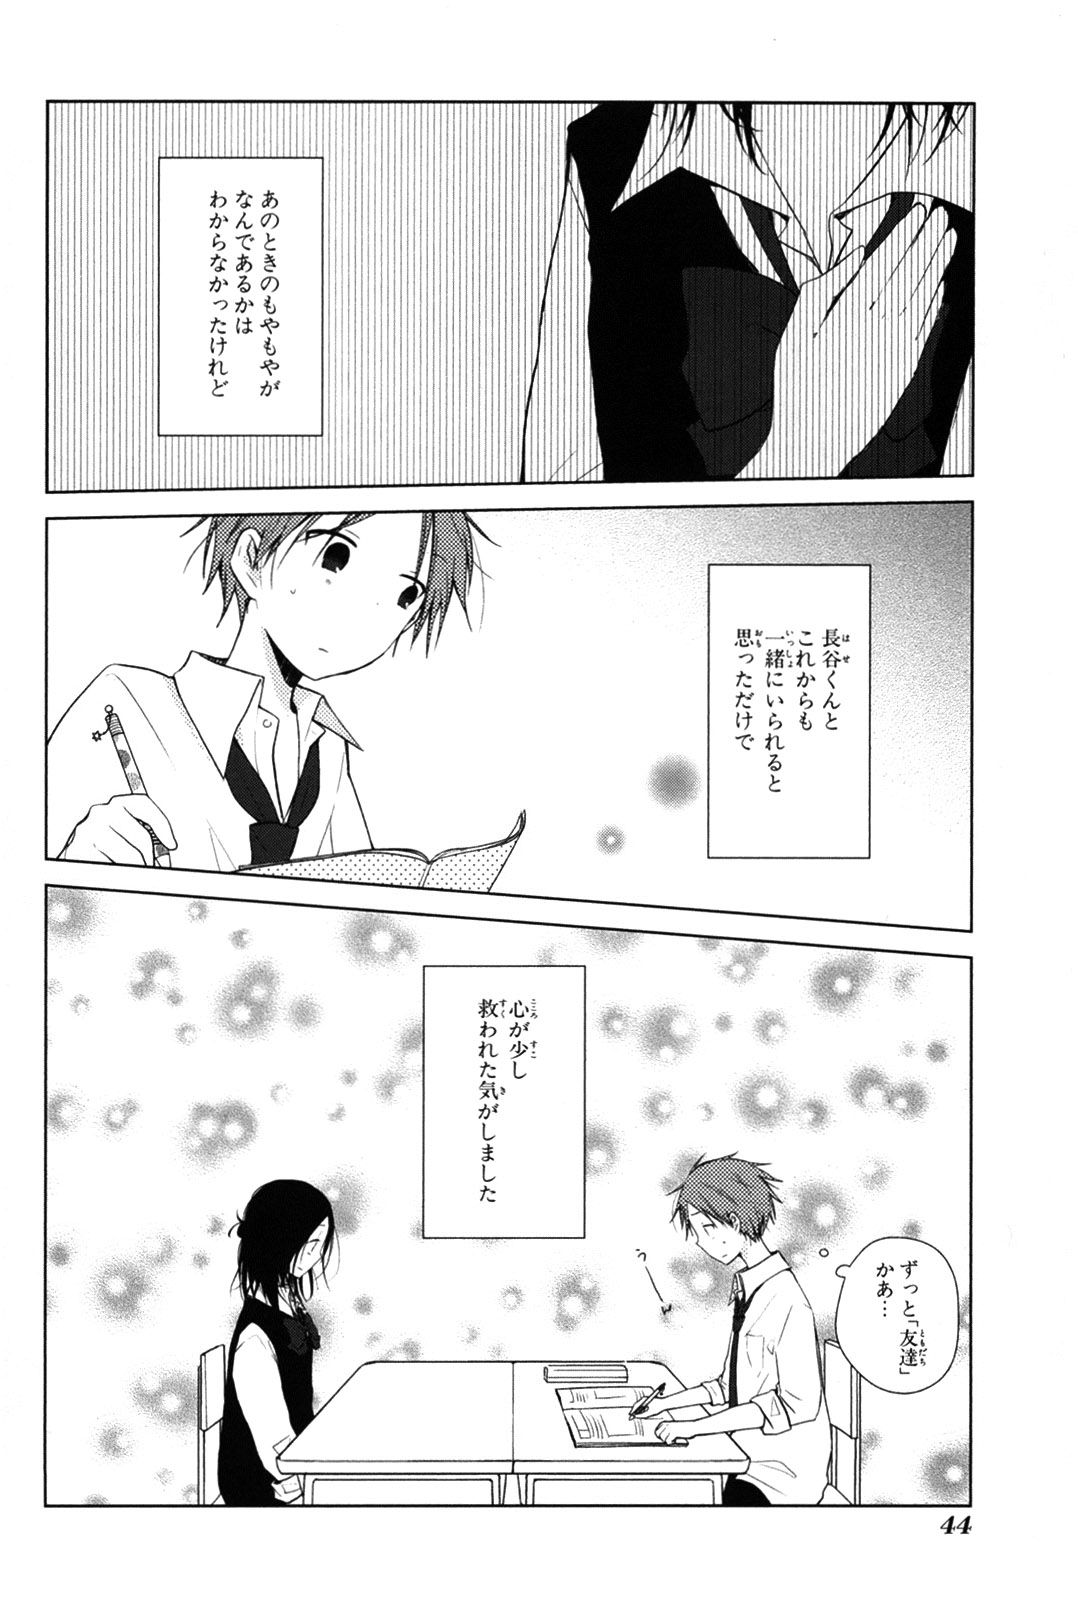 あのときのもやもやが
なんであるかは
わからなかったけれど
長谷くんと
これからも
一緒にいられると
思っただけで
心が少し
救われた気がしました
ずっと「友達」
かあ…
うーん
44